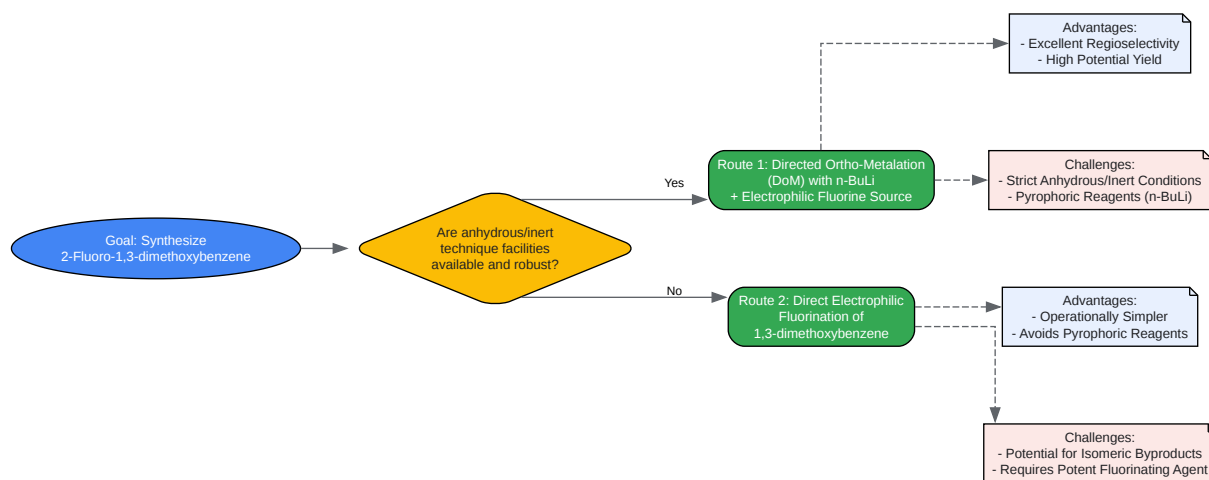 Advantages:
- Excellent Regioselectivity
- High Potential Yield
Route 1: Directed Ortho-Metalation
(DoM) with n-BuLi
+ Electrophilic Fluorine Source
Challenges:
- Strict Anhydrous/Inert Conditions
- Pyrophoric Reagents (n-BuLi)
Yes
Goal: Synthesize
2-Fluoro-1,3-dimethoxybenzene
Are anhydrous/inert
technique facilities
available and robust?
No
Route 2: Direct Electrophilic
Fluorination of
1,3-dimethoxybenzene
Advantages:
- Operationally Simpler
- Avoids Pyrophoric Reagents
Challenges:
- Potential for Isomeric Byproducts
- Requires Potent Fluorinating Agent